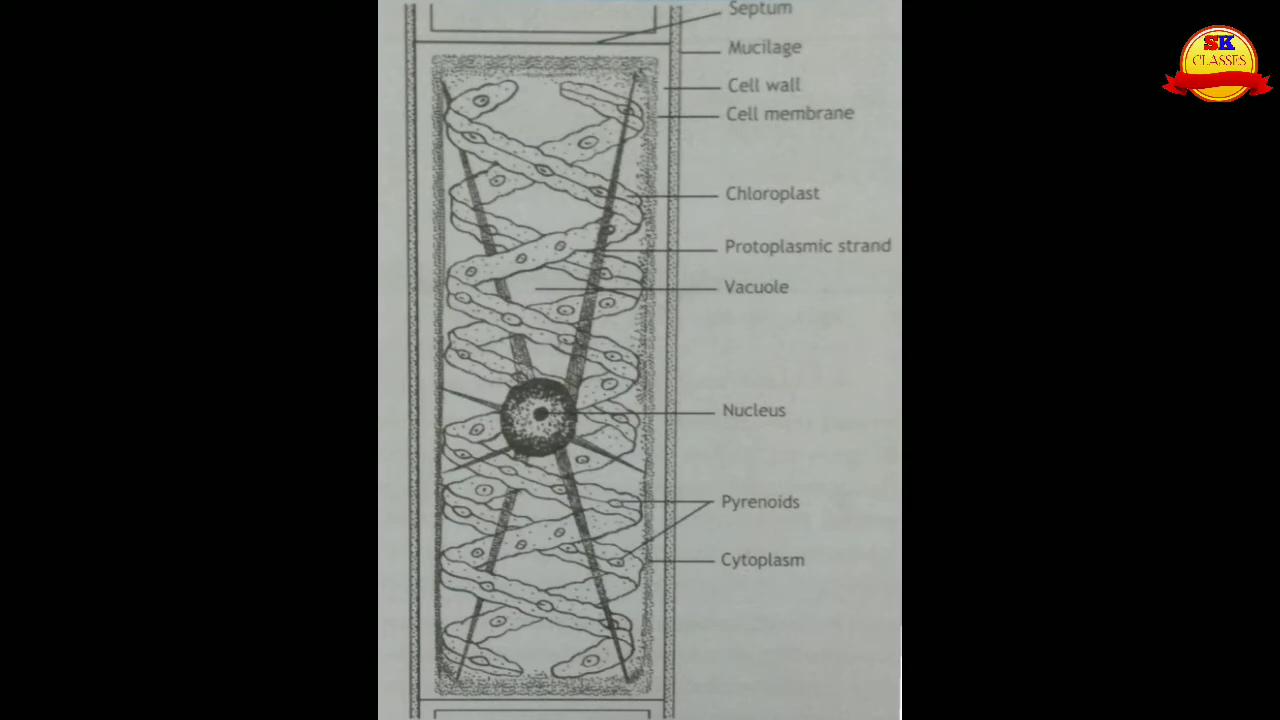 Septum
Mucilage
Cell wall
Cell membrane
Chloroplast
Protoplasmic strand
Vacuole
Nucleus
Pyrenoids
Cytoplasm
SK
CLASSES